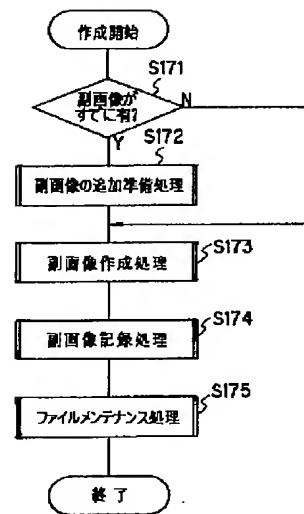 作成開始
S171
副画像が
すでに有?
N
Y
S172
副画像の追加準備処理
S173
副画像作成処理
S174
副画像記録処理
S175
ファイルメンテナンス処理
終了